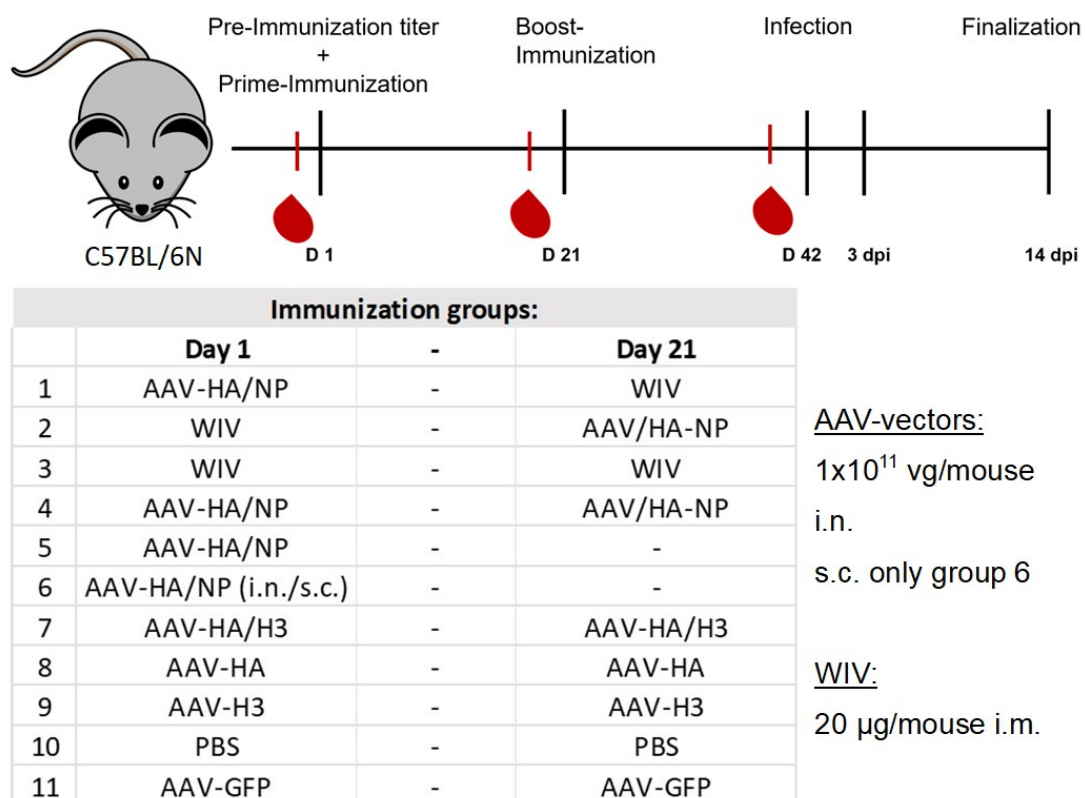 Pre-Immunization titer
+
Prime-Immunization
Boost-
Immunization
Infection
Finalization
C57BL/6N
D 1
D 21
D 42
3 dpi
14 dpi
Immunization groups:
Day 1 - Day 21
1 AAV-HA/NP - WIV
2 WIV - AAV/HA-NP
3 WIV - WIV
4 AAV-HA/NP - AAV/HA-NP
5 AAV-HA/NP - -
6 AAV-HA/NP (i.n./s.c.) - -
7 AAV-HA/H3 - AAV-HA/H3
8 AAV-HA - AAV-HA
9 AAV-H3 - AAV-H3
10 PBS - PBS
11 AAV-GFP - AAV-GFP
AAV-vectors:
1x10¹¹ vg/mouse
i.n.
s.c. only group 6
WIV:
20 µg/mouse i.m.